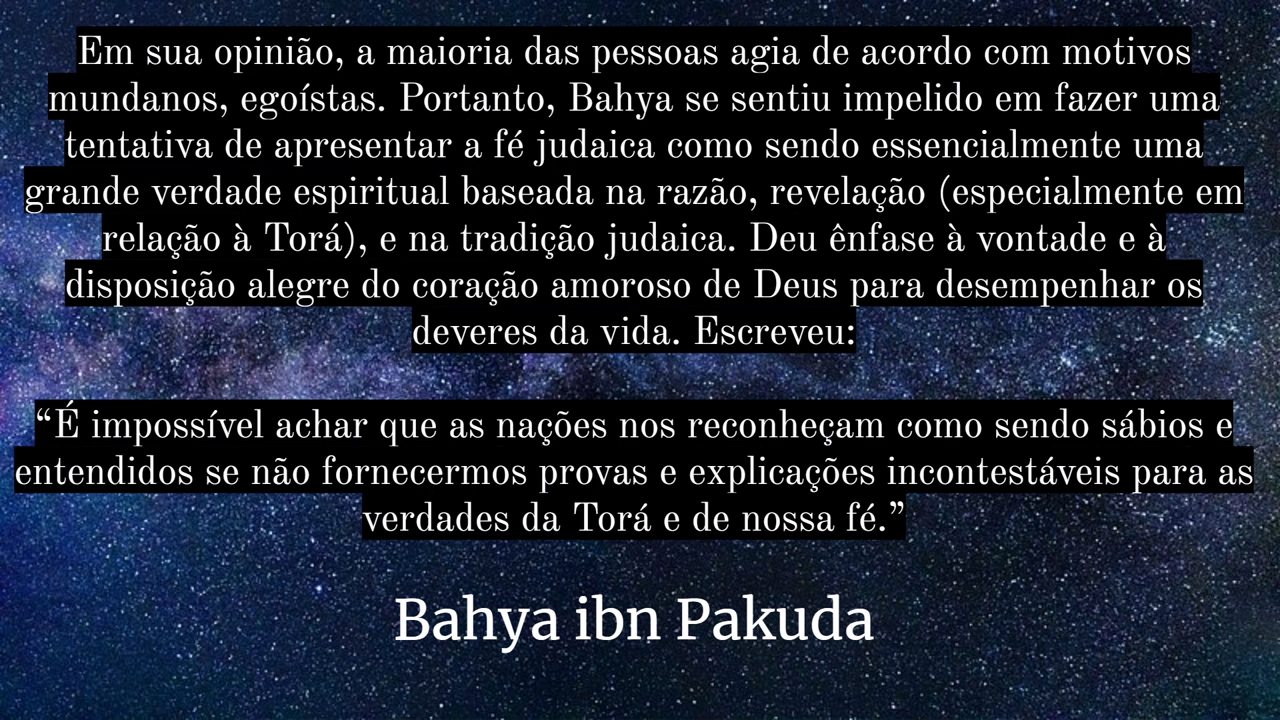 Em sua opinião, a maioria das pessoas agia de acordo com motivos
mundanos, egoístas. Portanto, Bahya se sentiu impelido em fazer uma
tentativa de apresentar a fé judaica como sendo essencialmente uma
grande verdade espiritual baseada na razão, revelação (especialmente em
relação à Torá), e na tradição judaica. Deu ênfase à vontade e à
disposição alegre do coração amoroso de Deus para desempenhar os
deveres da vida. Escreveu:
“É impossível achar que as nações nos reconheçam como sendo sábios e
entendidos se não fornecermos provas e explicações incontestáveis para as
verdades da Torá e de nossa fé.”
Bahya ibn Pakuda